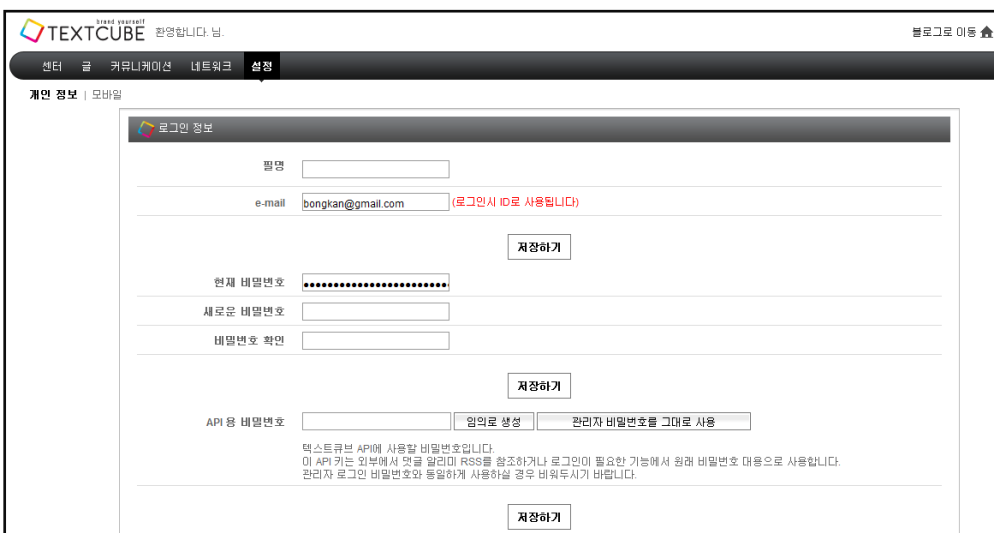 brand yourself
TEXTCUBE 환영합니다. 님. 블로그로 이동
센터 글 커뮤니케이션 네트워크 설정
개인 정보 | 모바일
로그인 정보
필명
e-mail bongkan@gmail.com (로그인시 ID로 사용됩니다)
저장하기
현재 비밀번호
새로운 비밀번호
비밀번호 확인
저장하기
API 용 비밀번호 임의로 생성 관리자 비밀번호를 그대로 사용
텍스트큐브 API에 사용할 비밀번호입니다.
이 API 키는 외부에서 댓글 알리미 RSS를 참조하거나 로그인이 필요한 기능에서 원래 비밀번호 대용으로 사용합니다.
관리자 로그인 비밀번호와 동일하게 사용하실 경우 비워두시기 바랍니다.
저장하기